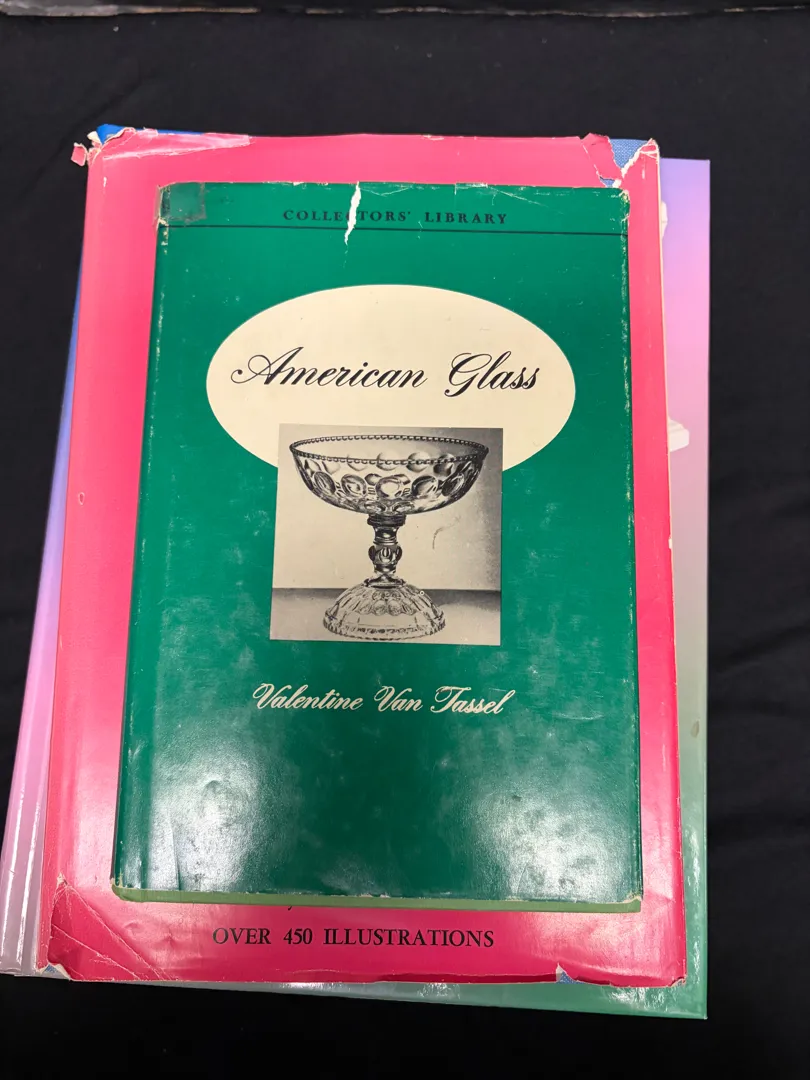 COLLECTORS' LIBRARY
American Glass
Valentine Van Tassel
OVER 450 ILLUSTRATIONS